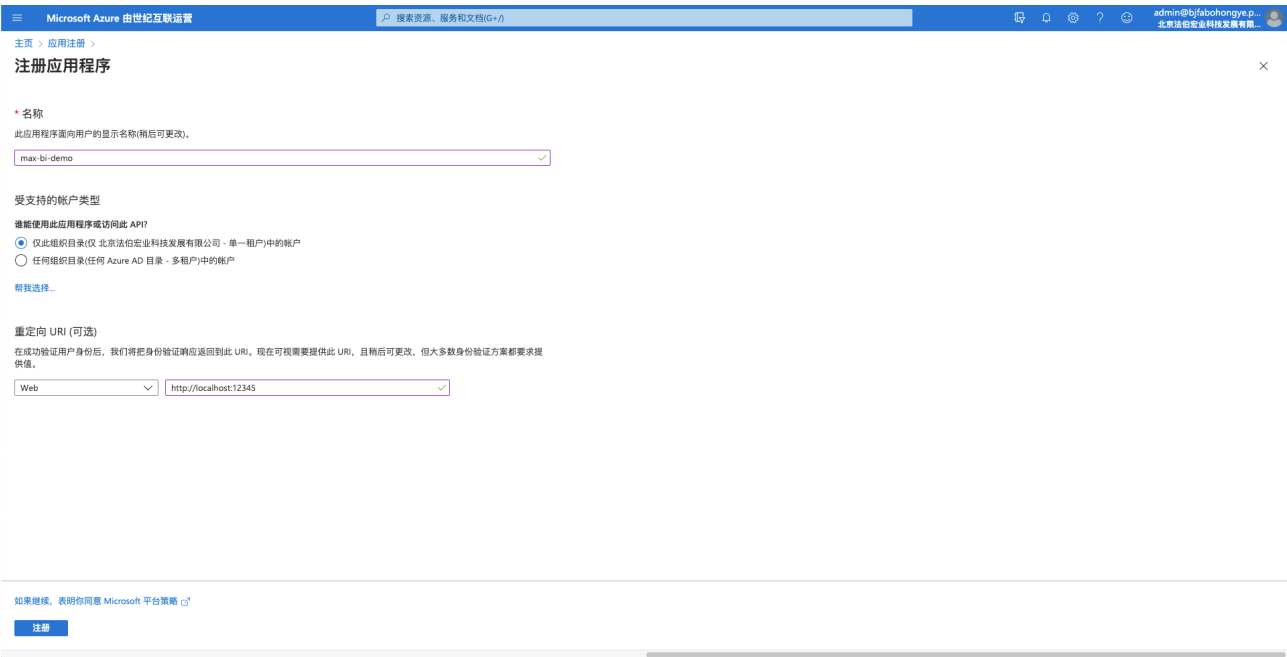 Microsoft Azure 由世纪互联运营
搜索资源、服务和文档(G+/)
admin@bjfabohongye.p...
北京法伯宏业科技发展有限...
主页 > 应用注册 >
注册应用程序
* 名称
此应用程序面向用户的显示名称(稍后可更改)。
max-bi-demo
受支持的帐户类型
谁能使用此应用程序或访问此 API?
仅此组织目录(仅 北京法伯宏业科技发展有限公司 - 单一租户)中的帐户
任何组织目录(任何 Azure AD 目录 - 多租户)中的帐户
帮我选择...
重定向 URI (可选)
在成功验证用户身份后，我们将把身份验证响应返回到此 URI。现在可视需要提供此 URI，且稍后可更改，但大多数身份验证方案都要求提
供值。
Web
http://localhost:12345
如果继续，表明你同意 Microsoft 平台策略
注册